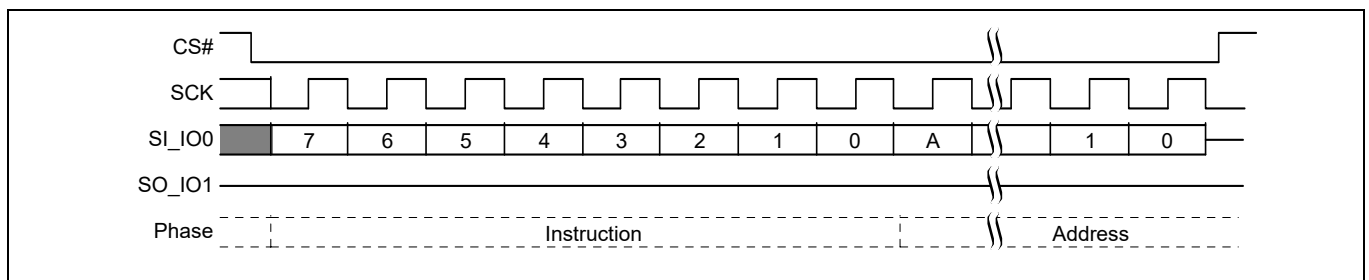 CS#
SCK
SI_IO0 7 6 5 4 3 2 1 0 A 1 0
SO_IO1
Phase Instruction Address